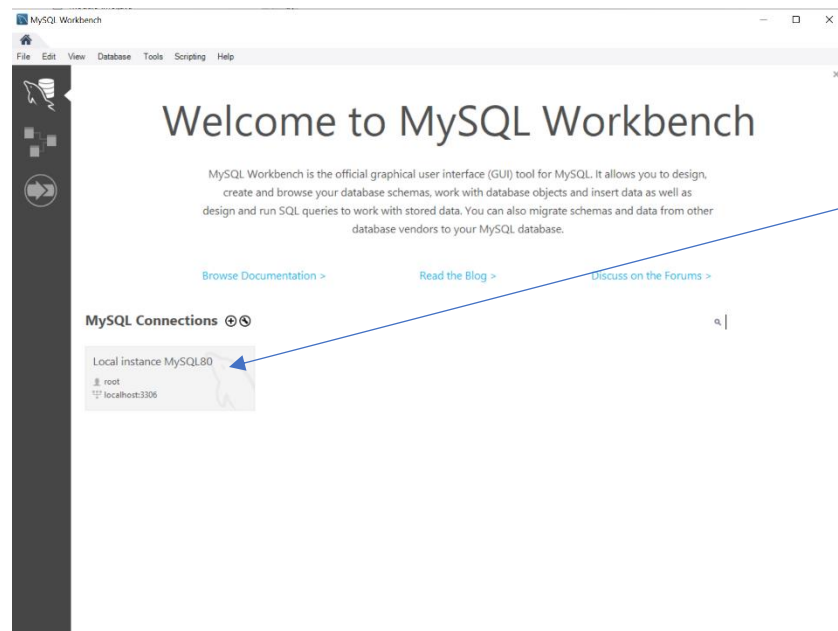 MySQL Workbench
File Edit View Database Tools Scripting Help
Welcome to MySQL Workbench
MySQL Workbench is the official graphical user interface (GUI) tool for MySQL. It allows you to design,
create and browse your database schemas, work with database objects and insert data as well as
design and run SQL queries to work with stored data. You can also migrate schemas and data from other
database vendors to your MySQL database.
Browse Documentation > Read the Blog > Discuss on the Forums >
MySQL Connections
Local instance MySQL80
root
localhost:3306